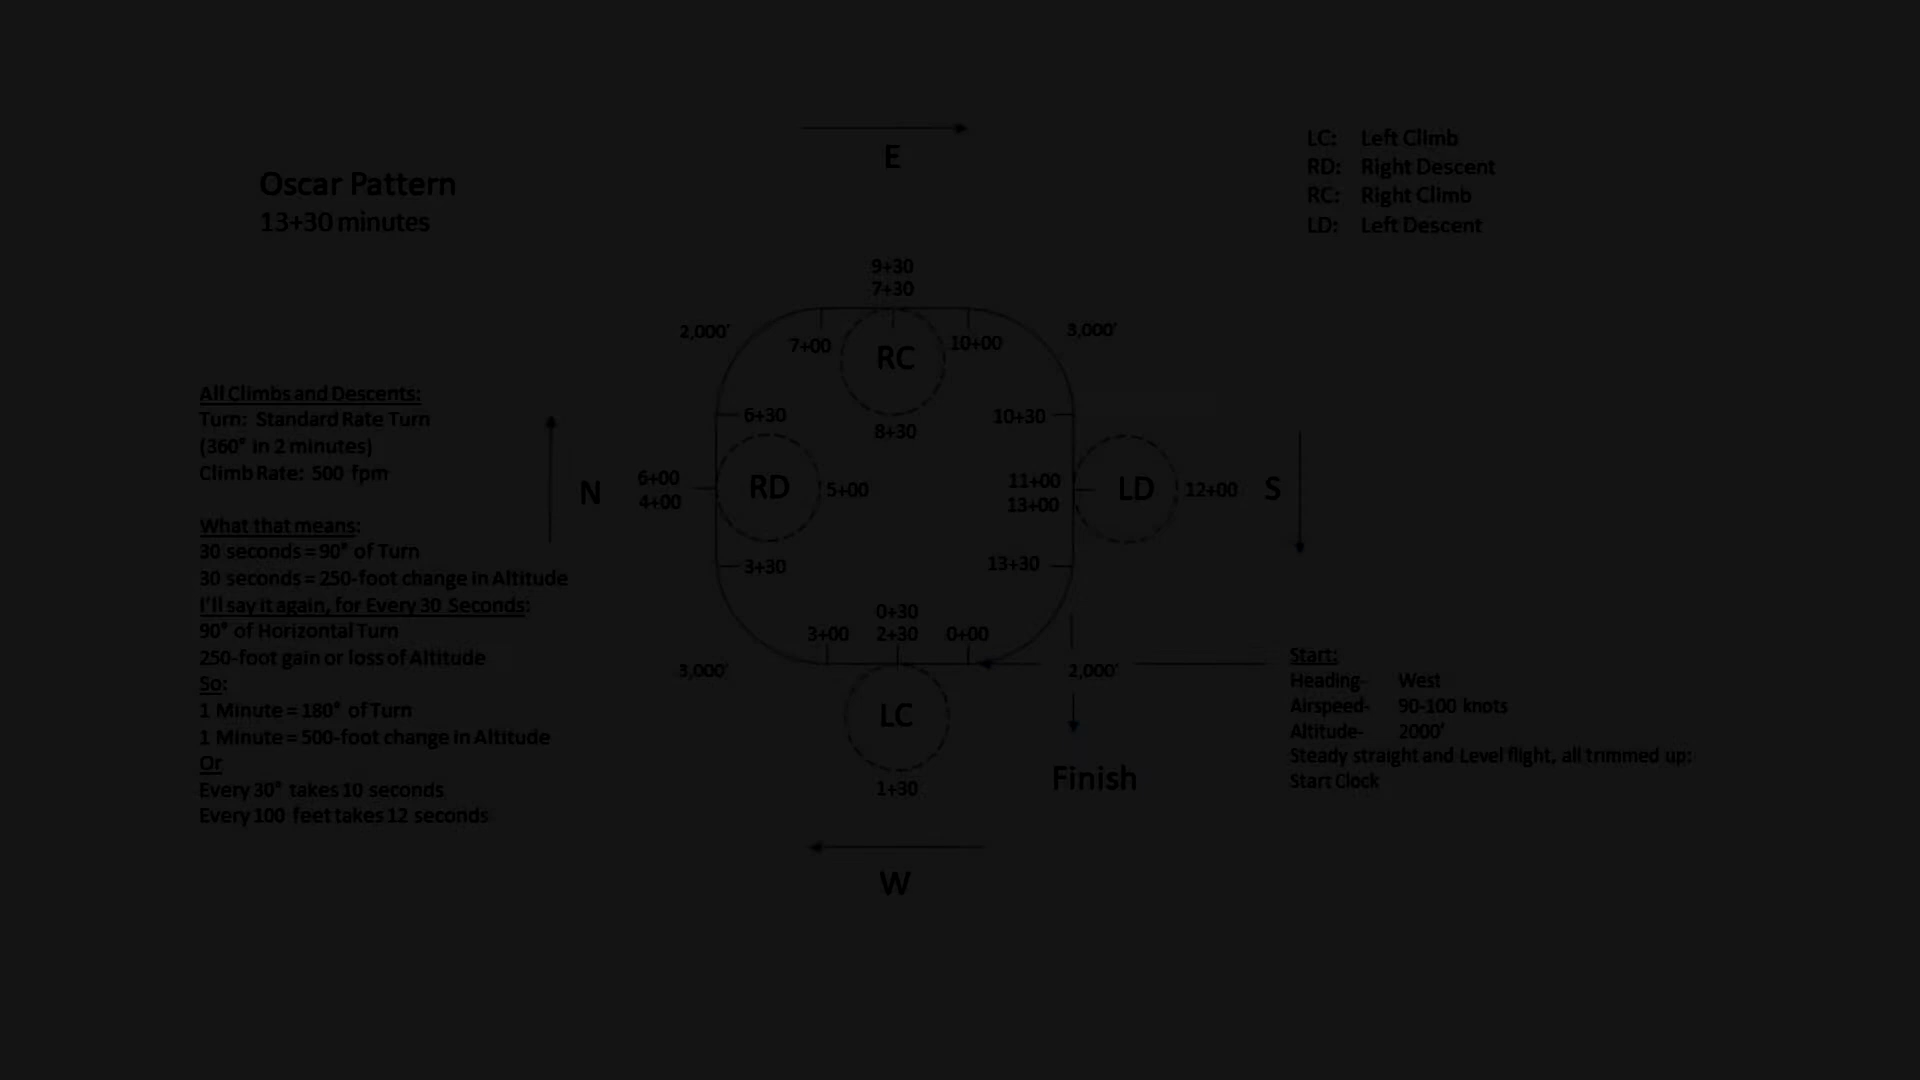 E
Oscar Pattern
13+30 minutes
LC: Left Climb
RD: Right Descent
RC: Right Climb
LD: Left Descent
9+30
7+30
2,000’
3,000’
7+00
RC
10+00
6+30
10+30
8+30
All Climbs and Descents:
Turn: Standard Rate Turn
(360° in 2 minutes)
Climb Rate: 500 fpm
N
6+00
4+00
RD
5+00
11+00
13+00
LD
12+00
S
What that means:
30 seconds = 90° of Turn
30 seconds = 250-foot change in Altitude
I’ll say it again, for Every 30 Seconds:
90° of Horizontal Turn
250-foot gain or loss of Altitude
So:
1 Minute = 180° of Turn
1 Minute = 500-foot change in Altitude
Or
Every 30° takes 10 seconds
Every 100 feet takes 12 seconds
3+30
13+30
0+30
3+00 2+30 0+00
3,000’
2,000’
LC
1+30
Finish
W
Start:
Heading- West
Airspeed- 90-100 knots
Altitude- 2000’
Steady straight and Level flight, all trimmed up:
Start Clock